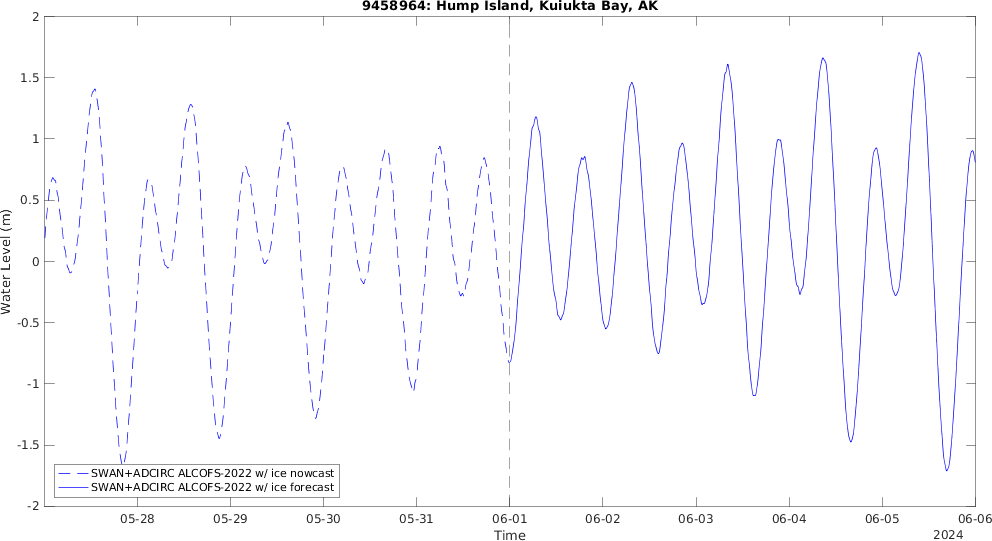 9458964: Hump Island, Kuiukta Bay, AK
2
1.5
1
0.5
0
-0.5
-1
-1.5
-2
Water Level (m)
SWAN+ADCIRC ALCOFS-2022 w/ ice nowcast
SWAN+ADCIRC ALCOFS-2022 w/ ice forecast
05-28 05-29 05-30 05-31 06-01 06-02 06-03 06-04 06-05 06-06
Time
2024